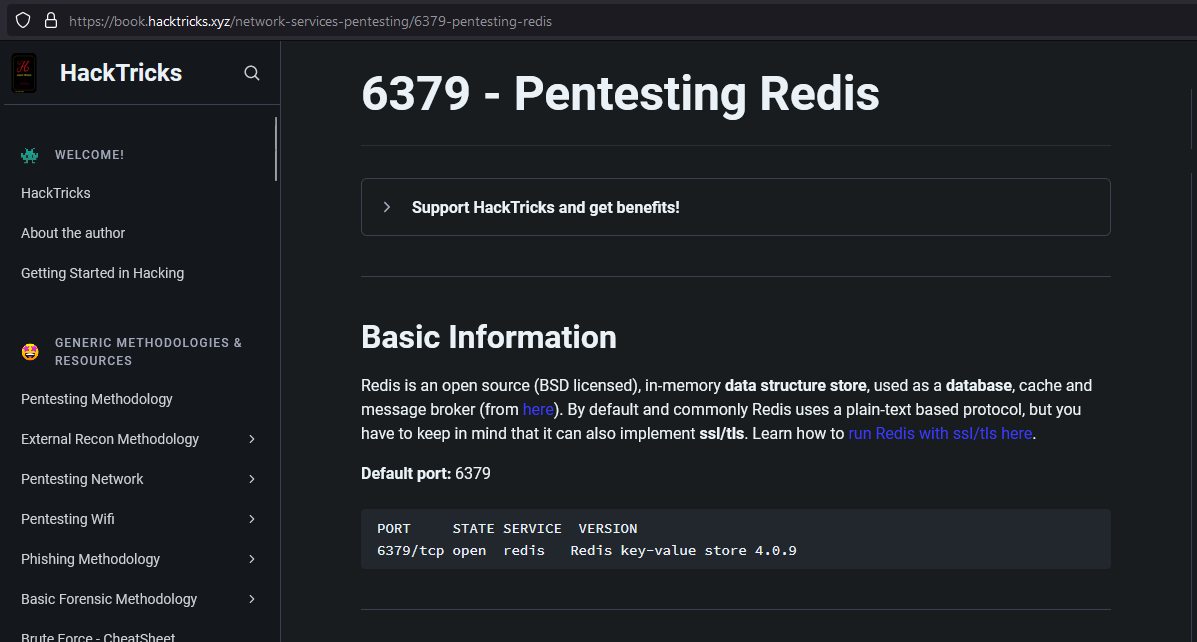 https://book.hacktricks.xyz/network-services-pentesting/6379-pentesting-redis
HackTricks
WELCOME!
HackTricks
About the author
Getting Started in Hacking
GENERIC METHODOLOGIES &
RESOURCES
Pentesting Methodology
External Recon Methodology
Pentesting Network
Pentesting Wifi
Phishing Methodology
Basic Forensic Methodology
Brute Force - CheatSheet
6379 - Pentesting Redis
Support HackTricks and get benefits!
Basic Information
Redis is an open source (BSD licensed), in-memory data structure store, used as a database, cache and
message broker (from here). By default and commonly Redis uses a plain-text based protocol, but you
have to keep in mind that it can also implement ssl/tls. Learn how to run Redis with ssl/tls here.
Default port: 6379
PORT     STATE SERVICE  VERSION
6379/tcp open  redis   Redis key-value store 4.0.9